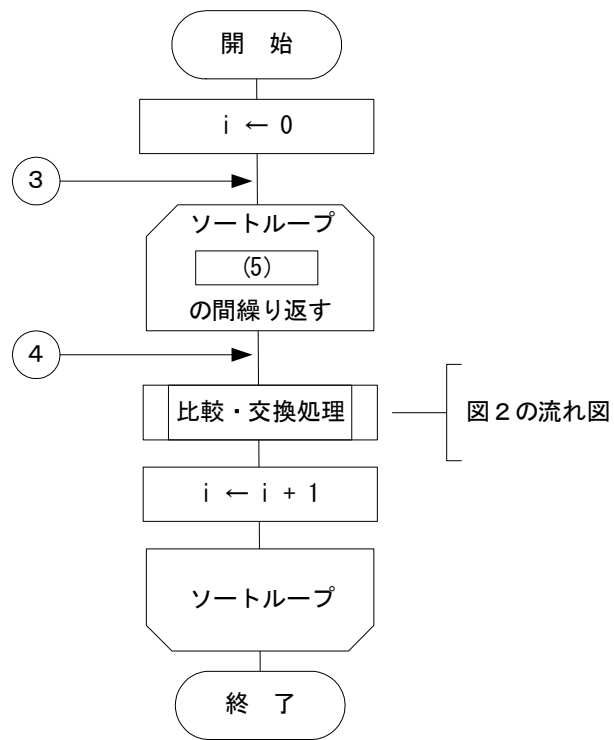 開　始
i ← 0
3
ソートループ
(5)
の間繰り返す
4
比較・交換処理
図２の流れ図
i ← i + 1
ソートループ
終　了